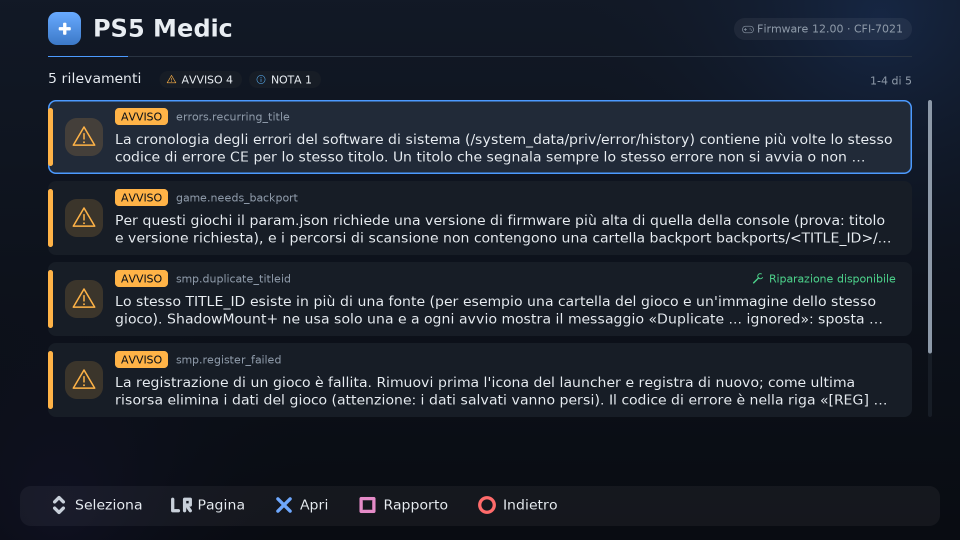 PS5 Medic
Firmware 12.00 · CFI-7021
5 rilevamenti
AVVISO 4
NOTA 1
1-4 di 5
AVVISO errors.recurring_title
La cronologia degli errori del software di sistema (/system_data/priv/error/history) contiene più volte lo stesso
codice di errore CE per lo stesso titolo. Un titolo che segnala sempre lo stesso errore non si avvia o non …
AVVISO game.needs_backport
Per questi giochi il param.json richiede una versione di firmware più alta di quella della console (prova: titolo
e versione richiesta), e i percorsi di scansione non contengono una cartella backport backports/<TITLE_ID>/…
AVVISO smp.duplicate_titleid
Riparazione disponibile
Lo stesso TITLE_ID esiste in più di una fonte (per esempio una cartella del gioco e un'immagine dello stesso
gioco). ShadowMount+ ne usa solo una e a ogni avvio mostra il messaggio «Duplicate … ignored»: sposta …
AVVISO smp.register_failed
La registrazione di un gioco è fallita. Rimuovi prima l'icona del launcher e registra di nuovo; come ultima
risorsa elimina i dati del gioco (attenzione: i dati salvati vanno persi). Il codice di errore è nella riga «[REG] …
Seleziona
LR Pagina
Apri
Rapporto
Indietro